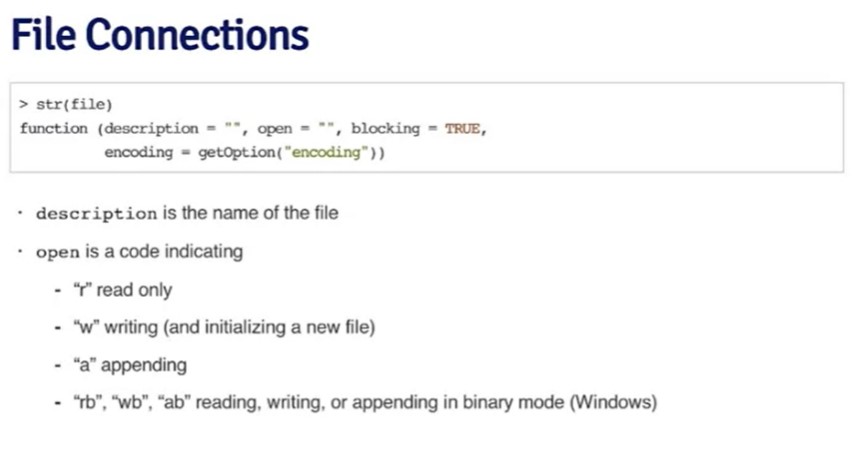 File Connections
> str(file)
function (description = "", open = "", blocking = TRUE,
encoding = getOption("encoding"))
· description is the name of the file
· open is a code indicating
- “r” read only
- “w” writing (and initializing a new file)
- “a” appending
- “rb”, “wb”, “ab” reading, writing, or appending in binary mode (Windows)